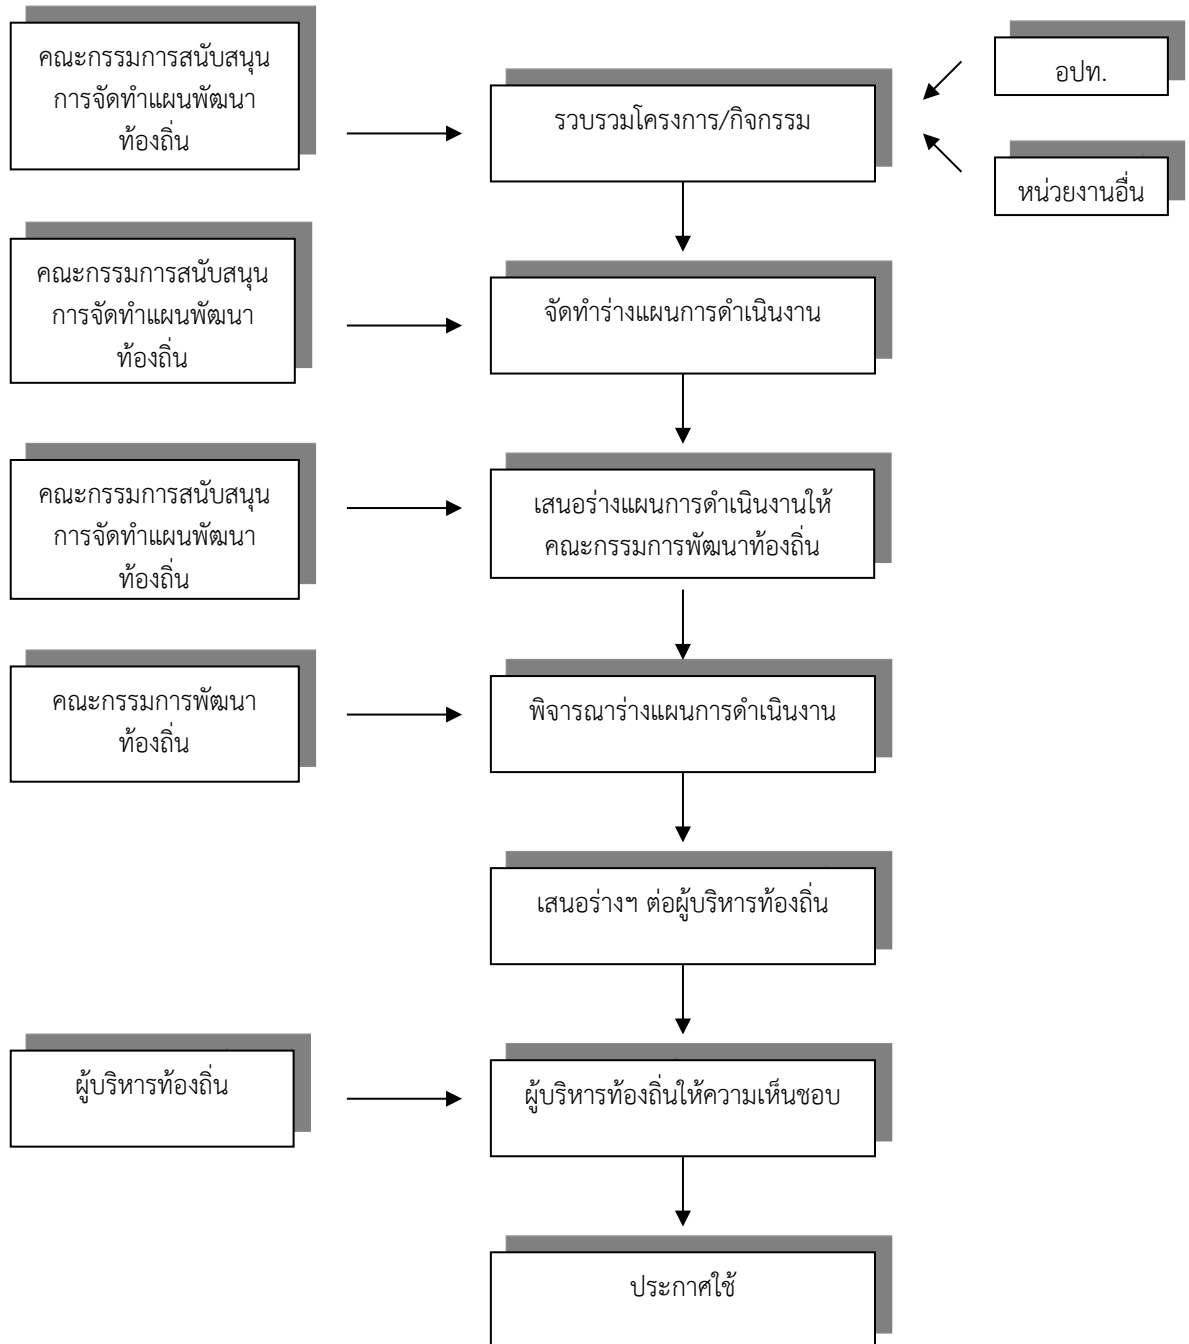 คณะกรรมการสนับสนุน
การจัดทำแผนพัฒนา
ท้องถิ่น
รวบรวมโครงการ/กิจกรรม
อปท.
หน่วยงานอื่น
คณะกรรมการสนับสนุน
การจัดทำแผนพัฒนา
ท้องถิ่น
จัดทำร่างแผนการดำเนินงาน
คณะกรรมการสนับสนุน
การจัดทำแผนพัฒนา
ท้องถิ่น
เสนอร่างแผนการดำเนินงานให้
คณะกรรมการพัฒนาท้องถิ่น
คณะกรรมการพัฒนา
ท้องถิ่น
พิจารณาร่างแผนการดำเนินงาน
เสนอร่างฯ ต่อผู้บริหารท้องถิ่น
ผู้บริหารท้องถิ่น
ผู้บริหารท้องถิ่นให้ความเห็นชอบ
ประกาศใช้